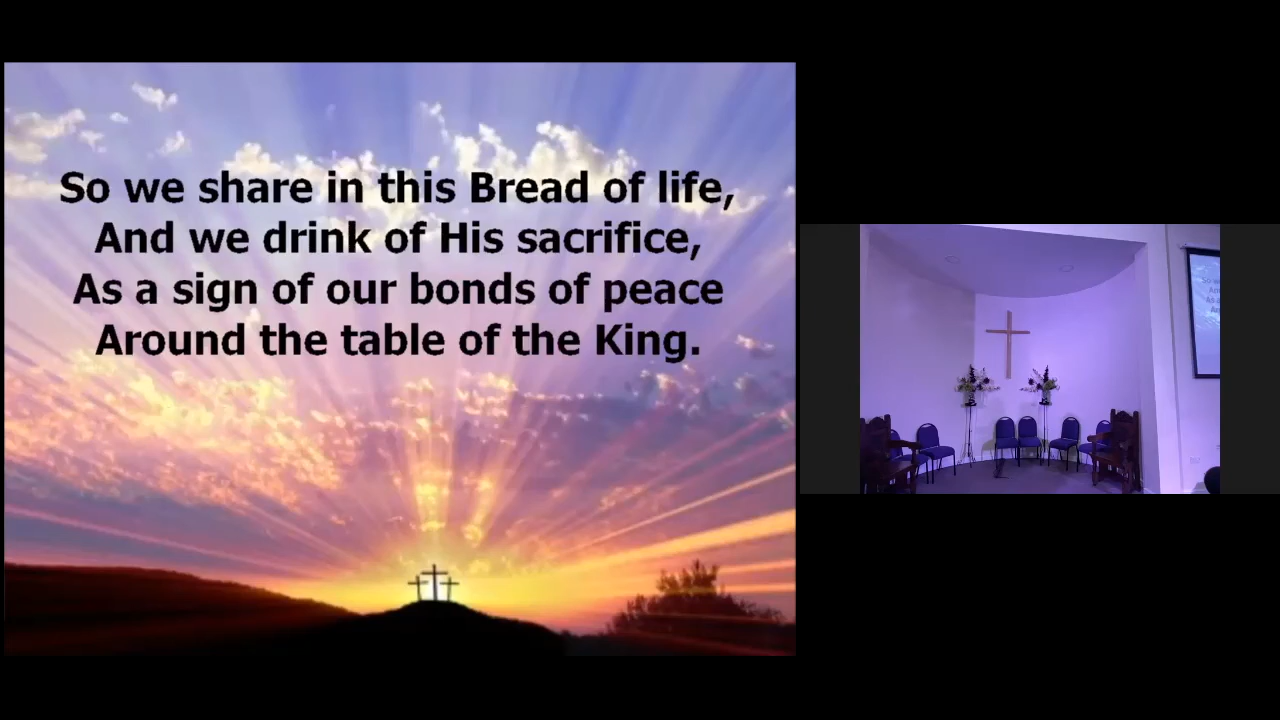 So we share in this Bread of life,
And we drink of His sacrifice,
As a sign of our bonds of peace
Around the table of the King.